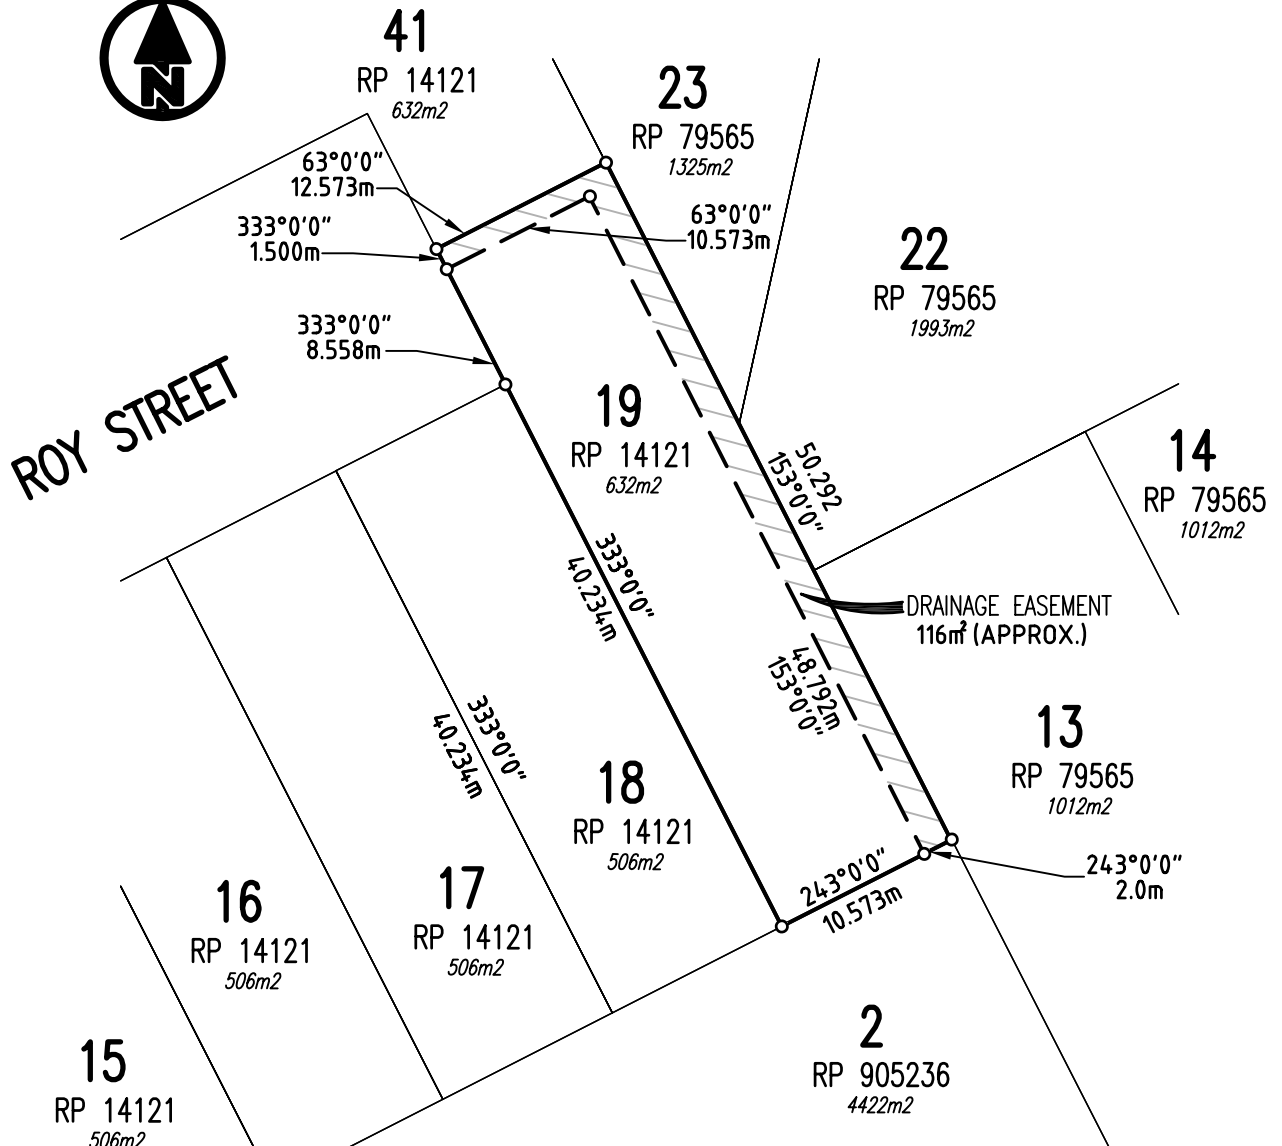 N
41
RP 14121
632m2
23
RP 79565
1325m2
63°0'0"
12.573m
333°0'0"
1.500m
63°0'0"
10.573m
22
RP 79565
1993m2
333°0'0"
8.558m
ROY STREET
19
RP 14121
632m2
50.292
153°0'0"
14
RP 79565
1012m2
333°0'0"
40.234m
DRAINAGE EASEMENT
116m² (APPROX.)
48.792m
153°0'0"
333°0'0"
40.234m
13
RP 79565
1012m2
18
RP 14121
506m2
243°0'0"
10.573m
243°0'0"
2.0m
17
RP 14121
506m2
16
RP 14121
506m2
2
RP 905236
4422m2
15
RP 14121
506m2